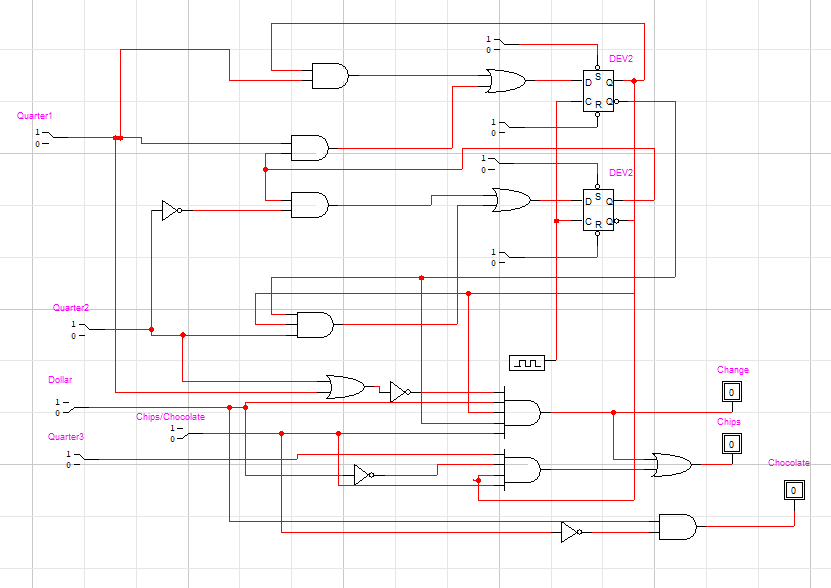 1
0
DEV2
S
D Q
C Q
R
Quarter1
1
0
1
0
1
0
DEV2
S
D Q
C Q
R
1
0
Quarter2
1
0
Dollar
1
0
Change
0
Chips/Chocolate
1
0
Chips
0
Quarter3
1
0
Chocolate
0